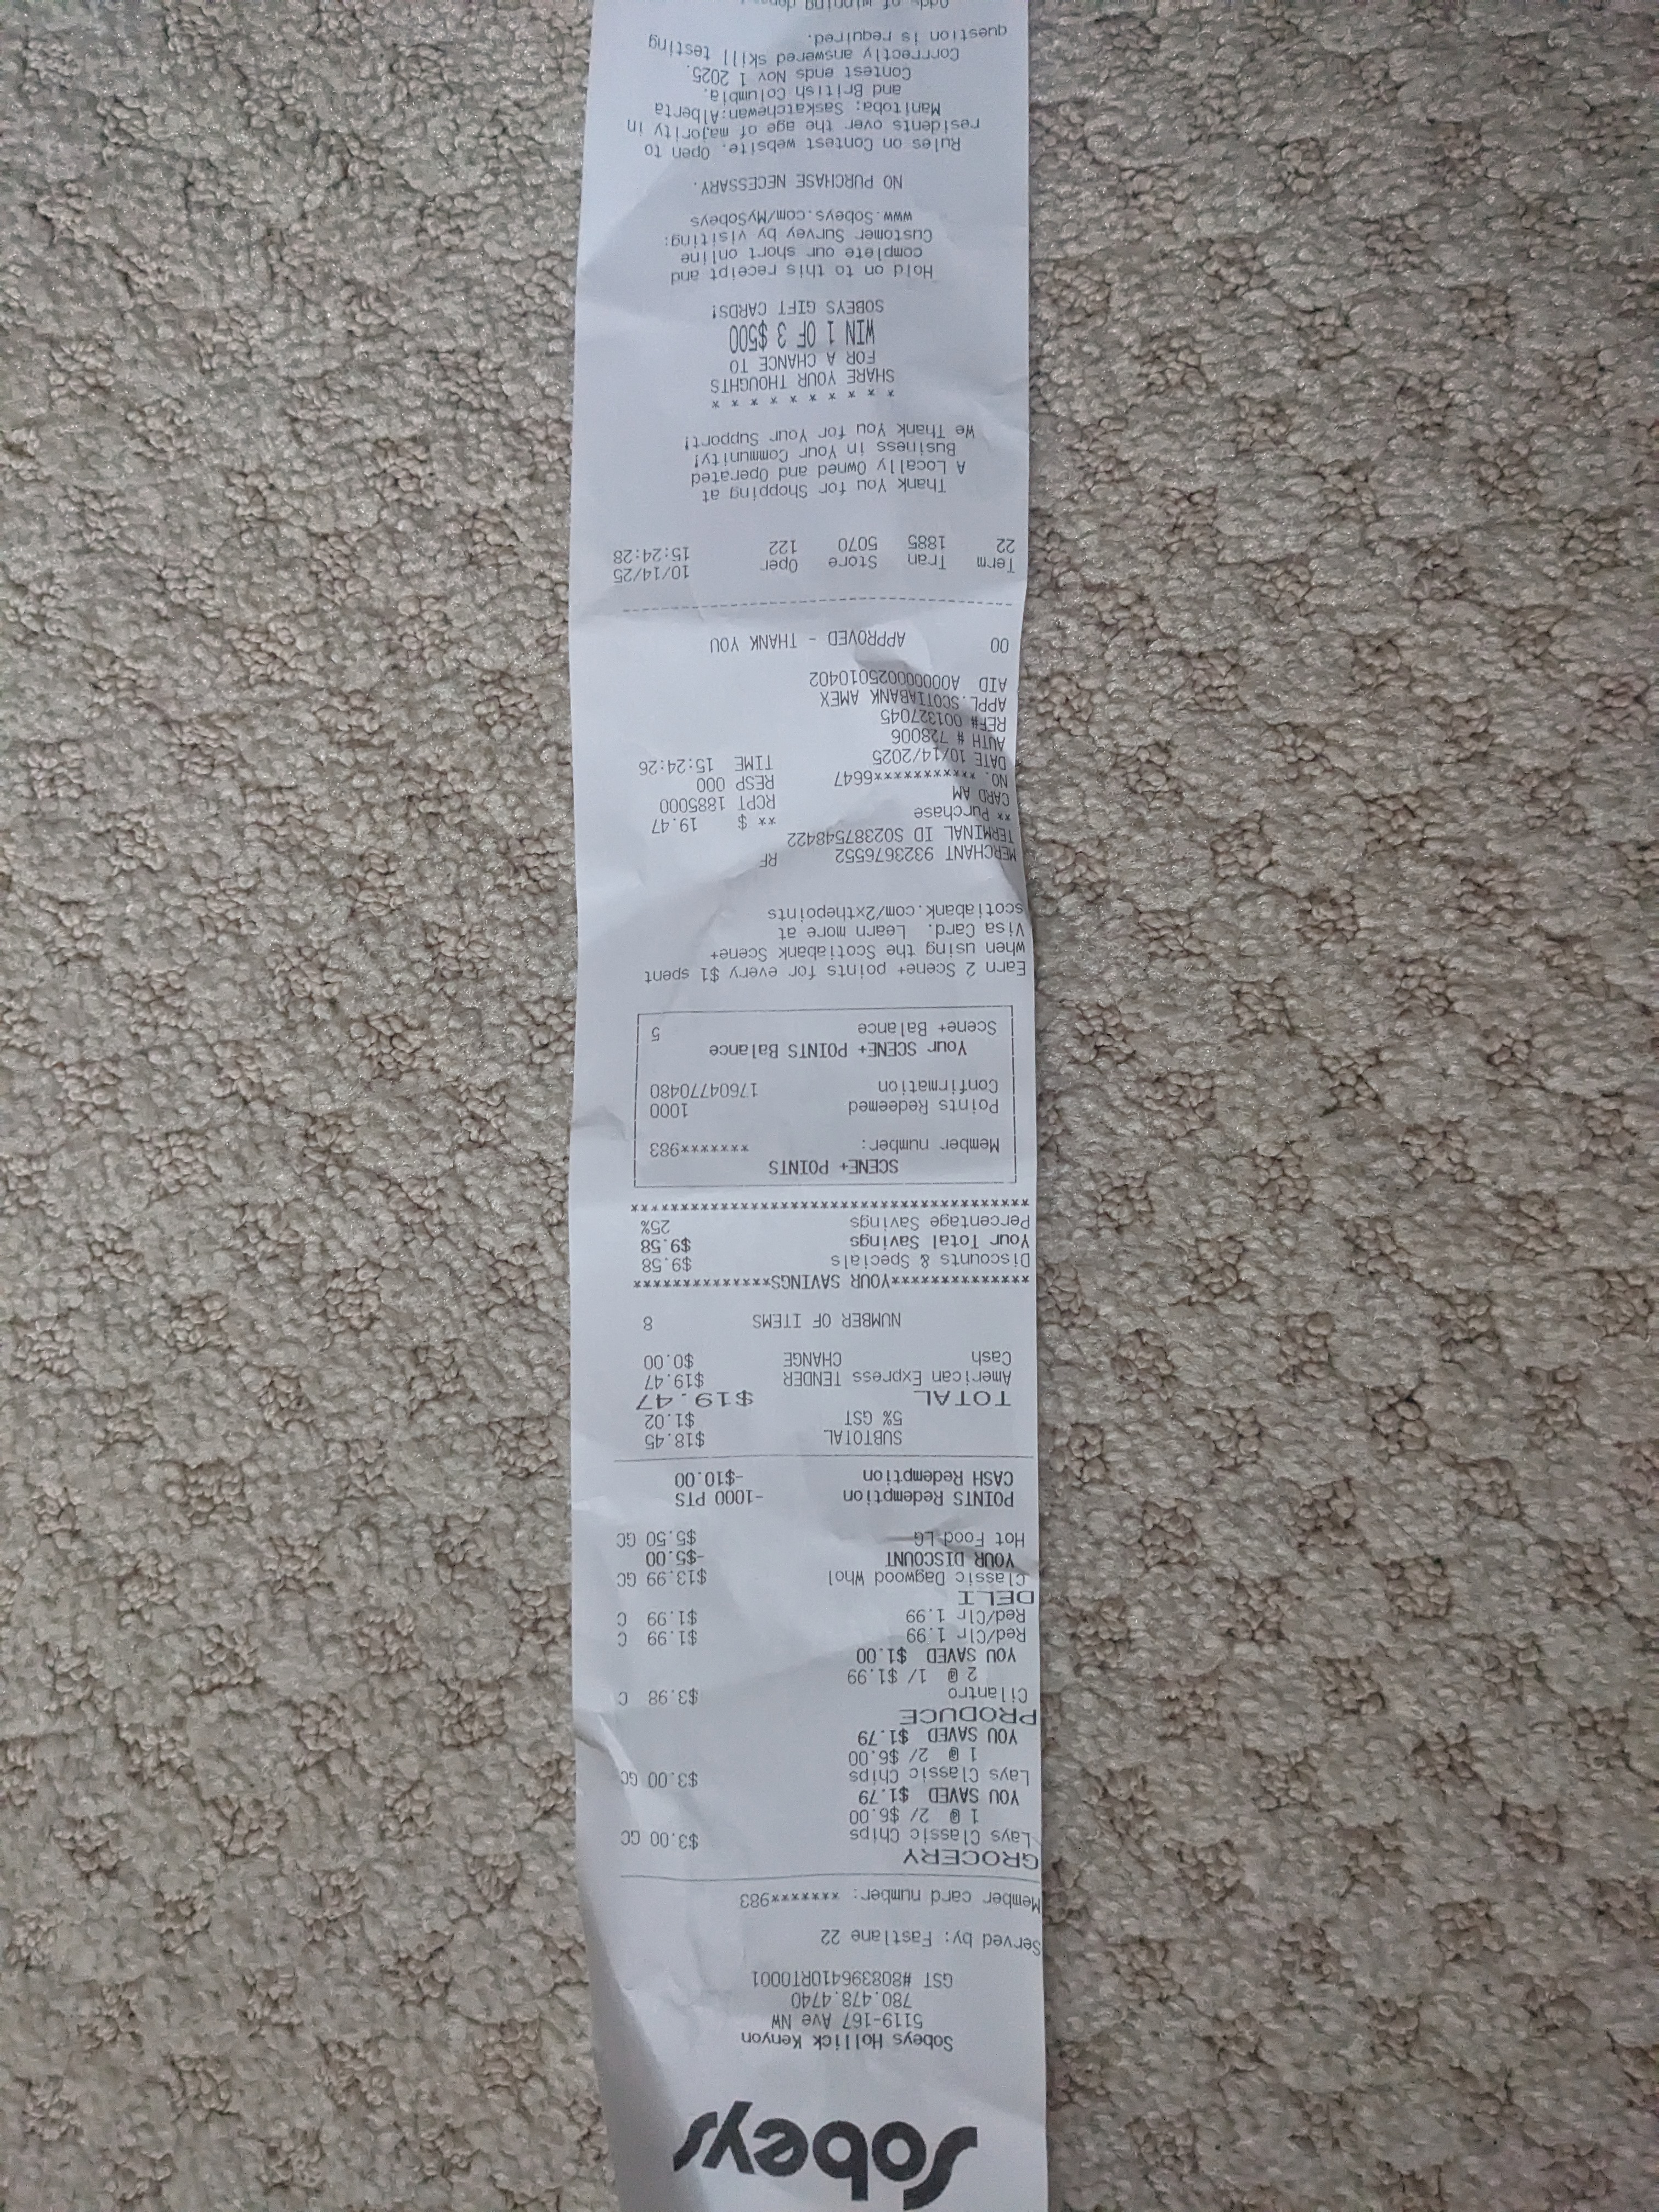 Sobeys
Sobeys Hollick Kenyon
5119-167 Ave NW
780.478.4740
GST #808396410RT0001
Served by: Fastlane 22
Member card number: *******983
GROCERY
Lays Classic Chips $3.00 GC
1 @ 2/ $6.00
YOU SAVED $1.79
Lays Classic Chips $3.00 GC
1 @ 2/ $6.00
YOU SAVED $1.79
PRODUCE
Cilantro $3.98 C
2 @ 1/ $1.99
YOU SAVED $1.00
Red/Clr 1.99 $1.99 C
Red/Clr 1.99 $1.99 C
DELI
Classic Dagwood Whol $13.99 GC
YOUR DISCOUNT -$5.00
Hot Food LG $5.50 GC
POINTS Redemption -1000 PTS
CASH Redemption -$10.00
SUBTOTAL $18.45
5% GST $1.02
TOTAL $19.47
American Express TENDER $19.47
Cash CHANGE $0.00
NUMBER OF ITEMS 8
****************YOUR SAVINGS****************
Discounts & Specials $9.58
Your Total Savings $9.58
Percentage Savings 25%
********************************************
SCENE+ POINTS
Member number: *******983
Points Redeemed 1000
Confirmation 17604770480
Your SCENE+ POINTS Balance
Scene+ Balance 5
Earn 2 Scene+ points for every $1 spent
when using the Scotiabank Scene+
Visa Card. Learn more at
scotiabank.com/2xthepoints
MERCHANT 9323676552 RF
TERMINAL ID S02387548422
** Purchase ** $ 19.47
CARD AM RCPT 1885000
NO. ***********6647 RESP 000
DATE 10/14/2025 TIME 15:24:26
AUTH # 728006
REF# 001327045
APPL.SCOTIABANK AMEX
AID A000000025010402
00 APPROVED - THANK YOU
Term Tran Store Oper 10/14/25
22 1885 5070 122 15:24:28
Thank You for Shopping at
A Locally Owned and Operated
Business in Your Community!
We Thank You for Your Support!
* * * * * * * * * *
SHARE YOUR THOUGHTS
FOR A CHANCE TO
WIN 1 OF 3 $500
SOBEYS GIFT CARDS!
Hold on to this receipt and
complete our short online
Customer Survey by visiting:
www.Sobeys.com/MySobeys
NO PURCHASE NECESSARY.
Rules on Contest website. Open to
residents over the age of majority in
Manitoba; Saskatchewan:Alberta
and British Columbia.
Contest ends Nov 1 2025.
Corrrectly answered skill testing
question is required.
Odds of winning